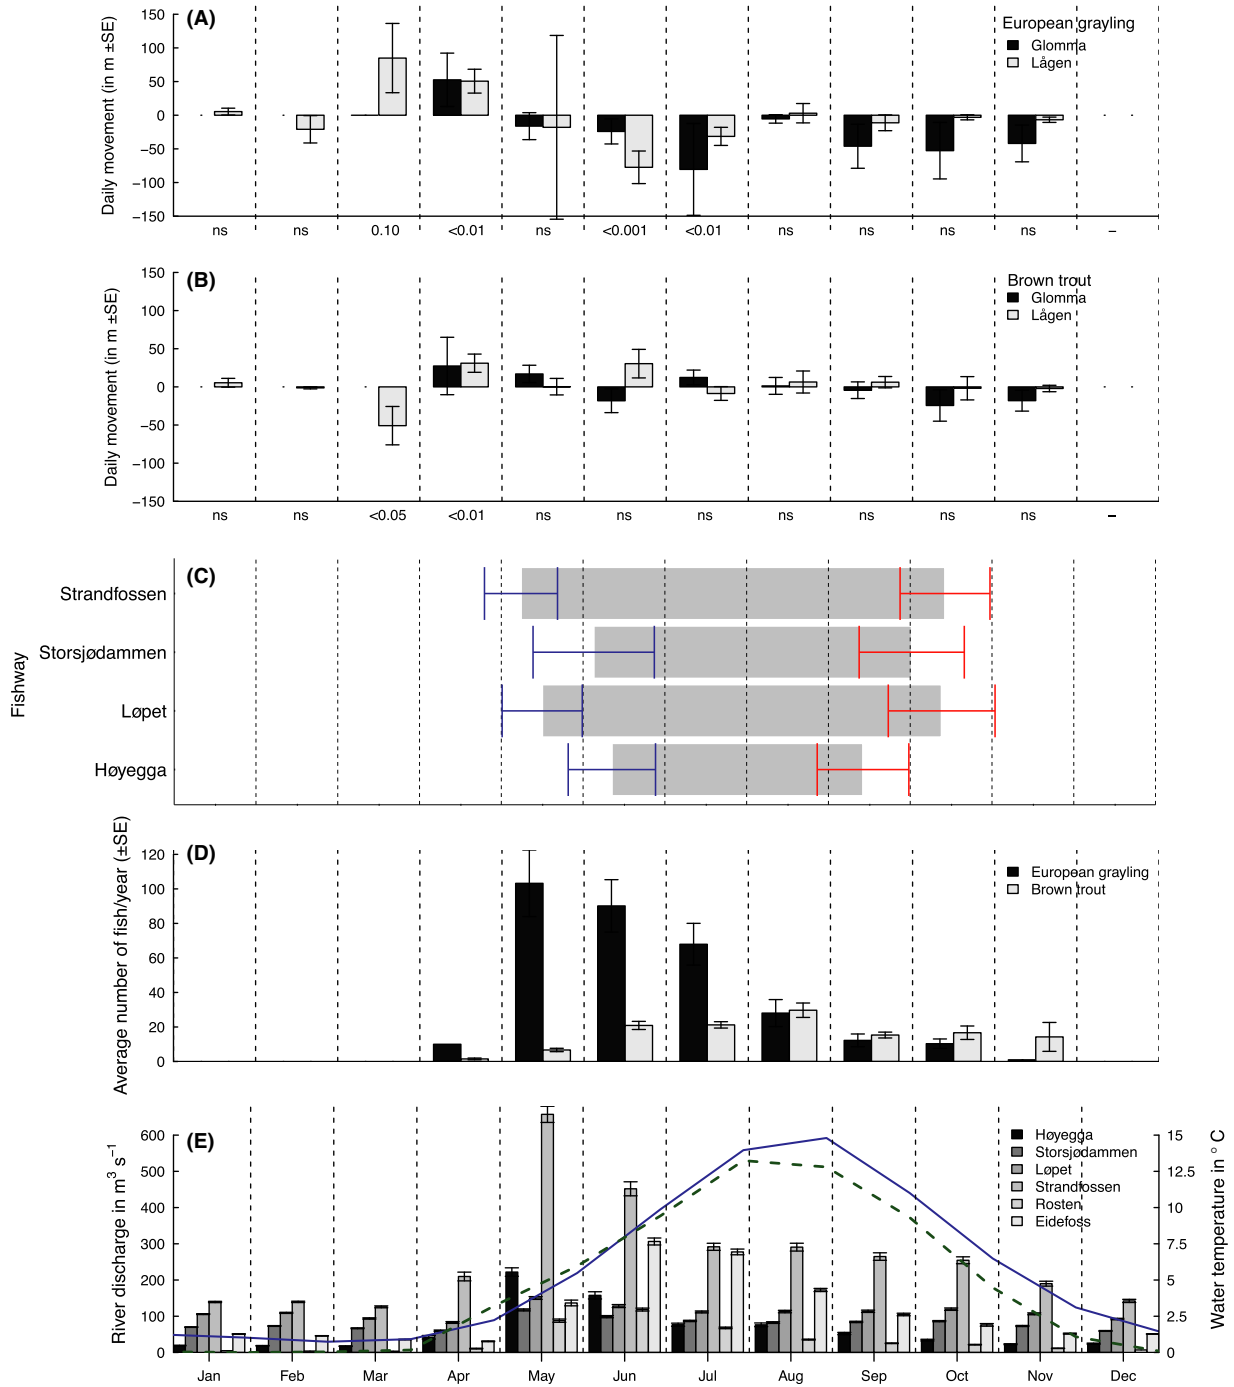 (A)
European grayling
Glomma
Lågen
Daily movement (in m ±SE)
150
100
50
0
−50
−100
−150
ns ns 0.10 <0.01 ns <0.001 <0.01 ns ns ns ns –
(B)
Brown trout
Glomma
Lågen
Daily movement (in m ±SE)
150
100
50
0
−50
−100
−150
ns ns <0.05 <0.01 ns ns ns ns ns ns ns –
(C)
Fishway
Strandfossen
Storsjødammen
Løpet
Høyegga
(D)
European grayling
Brown trout
Average number of fish/year (±SE)
120
100
80
60
40
20
0
(E)
Høyegga
Storsjødammen
Løpet
Strandfossen
Rosten
Eidefoss
River discharge in m³ s⁻¹
600
500
400
300
200
100
0
15
12.5
10
7.5
5
2.5
0
Water temperature in ° C
Jan Feb Mar Apr May Jun Jul Aug Sep Oct Nov Dec